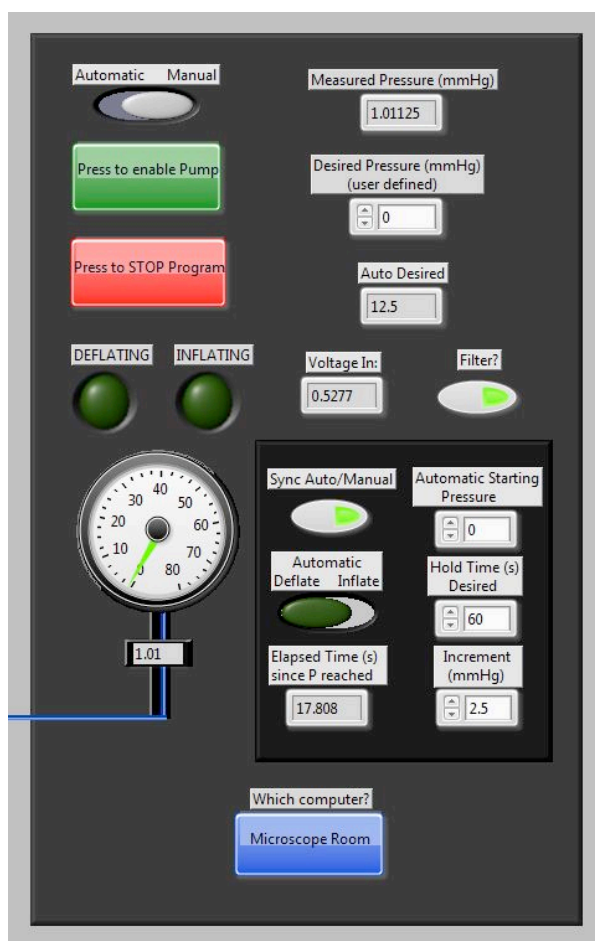 Automatic Manual
Measured Pressure (mmHg)
1.01125
Press to enable Pump
Desired Pressure (mmHg)
(user defined)
0
Press to STOP Program
Auto Desired
12.5
DEFLATING INFLATING
Voltage In:
0.5277
Filter?
0 10 20 30 40 50 60 70 80
1.01
Sync Auto/Manual
Automatic Starting
Pressure
0
Automatic
Deflate Inflate
Hold Time (s)
Desired
60
Elapsed Time (s)
since P reached
17.808
Increment
(mmHg)
2.5
Which computer?
Microscope Room